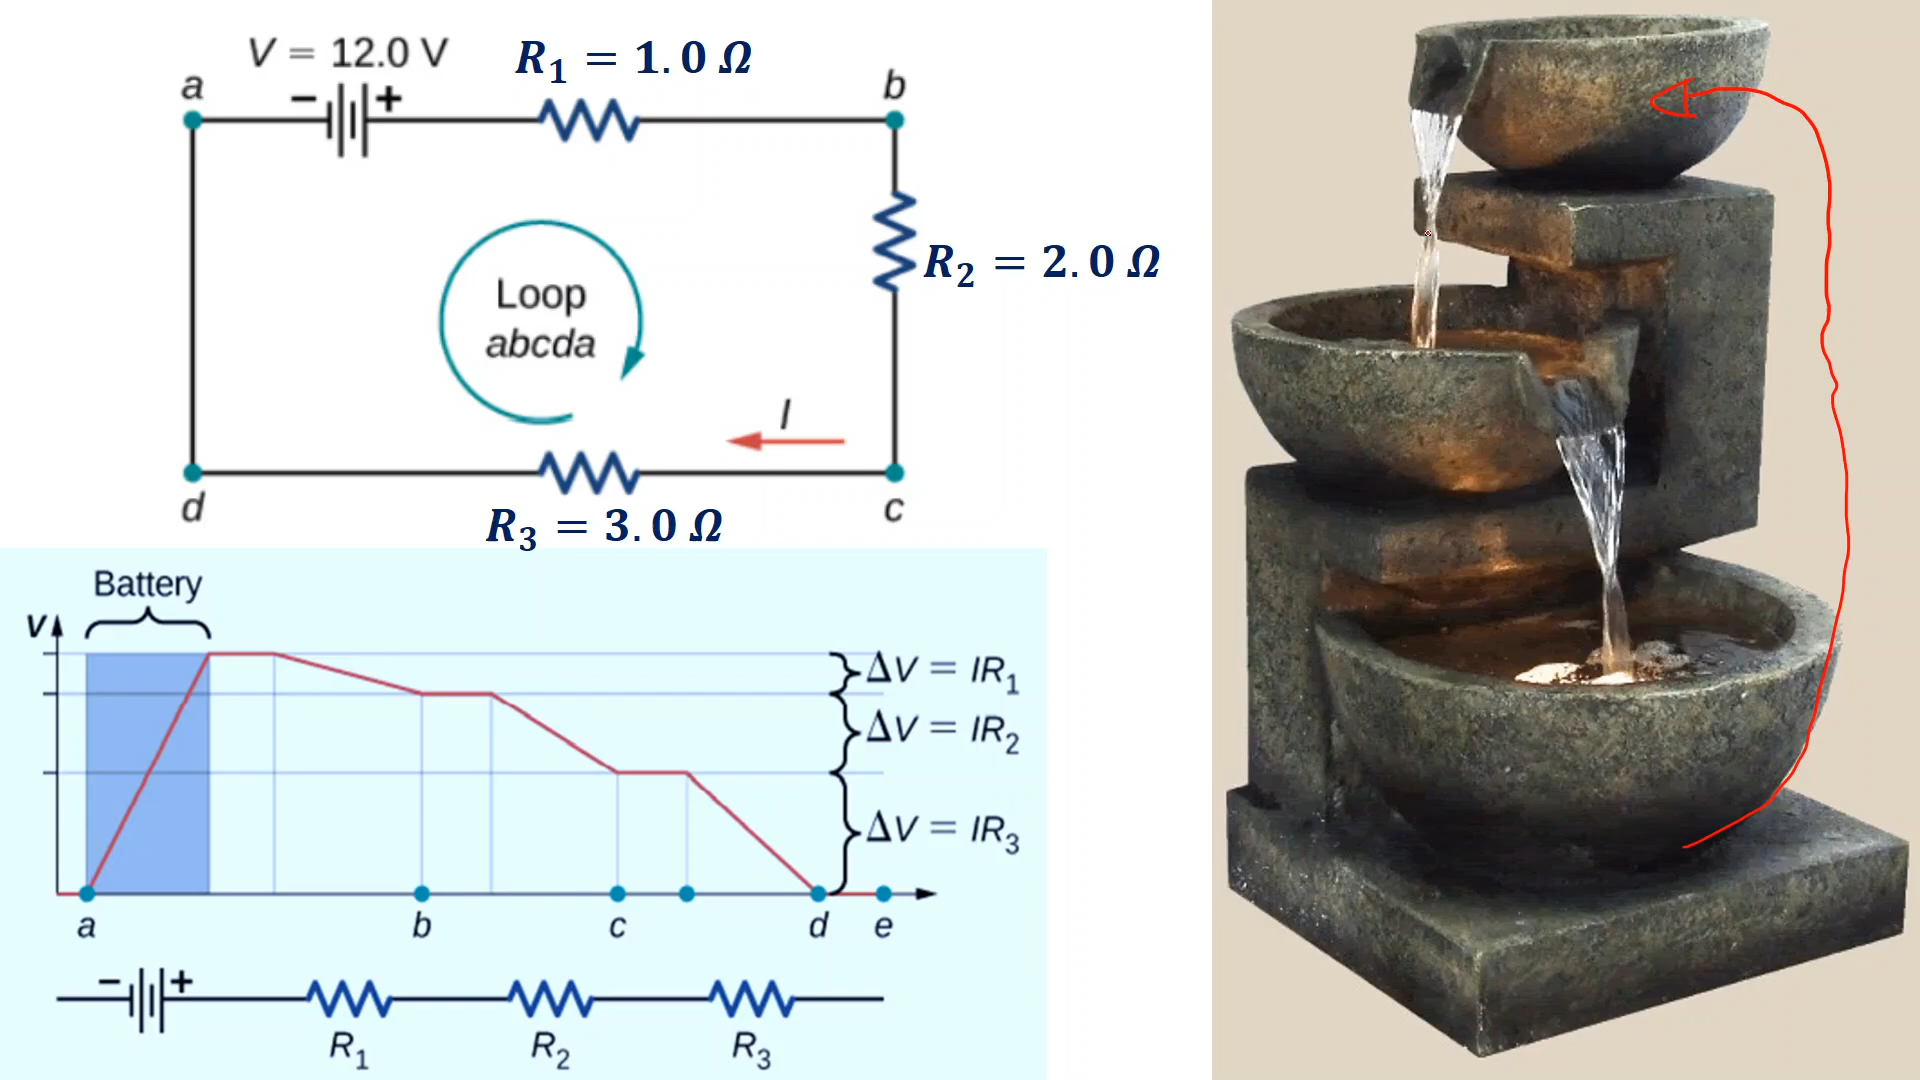 V = 12.0 V
R₁ = 1.0 Ω
a
b
− +
R₂ = 2.0 Ω
Loop
abcda
I
d
c
R₃ = 3.0 Ω
Battery
V
ΔV = IR₁
ΔV = IR₂
ΔV = IR₃
a b c d e
− +
R₁ R₂ R₃